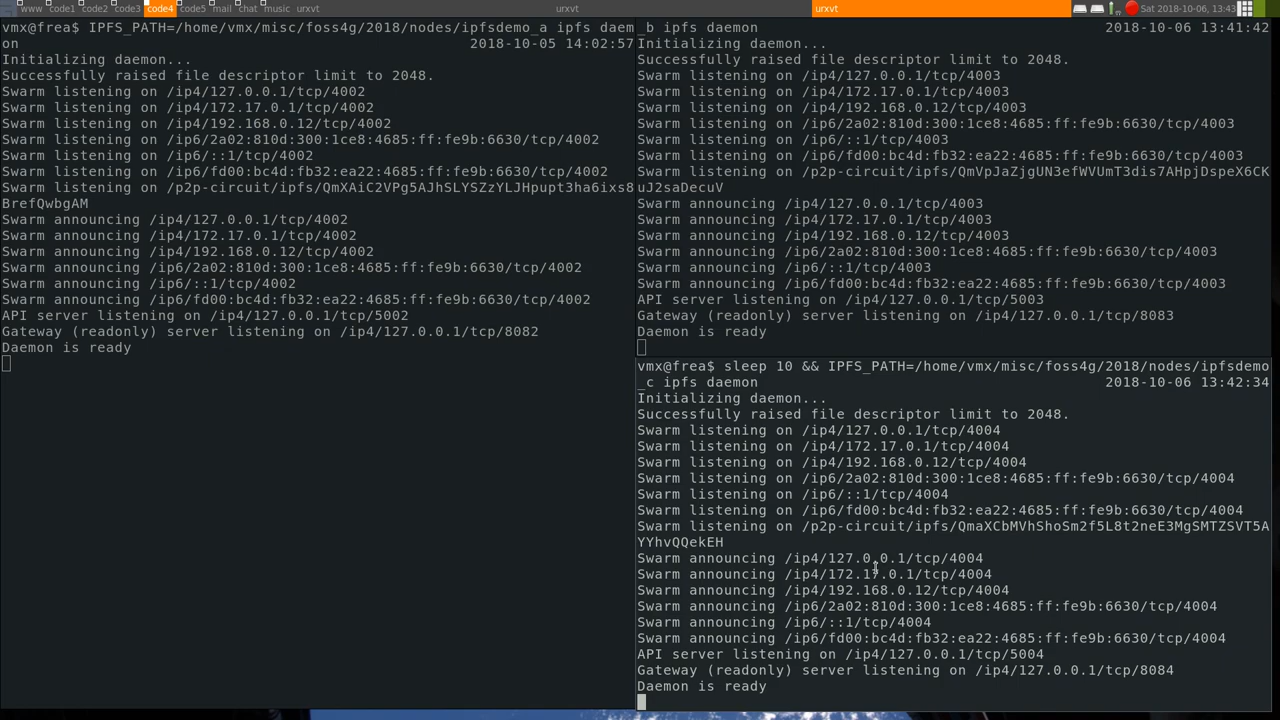 www code1 code2 code3 code4 code5 mail chat music urxvt urxvt urxvt Sat 2018-10-06, 13:43
vmx@frea$ IPFS_PATH=/home/vmx/misc/foss4g/2018/nodes/ipfsdemo_a ipfs daem
on 2018-10-05 14:02:57
Initializing daemon...
Successfully raised file descriptor limit to 2048.
Swarm listening on /ip4/127.0.0.1/tcp/4002
Swarm listening on /ip4/172.17.0.1/tcp/4002
Swarm listening on /ip4/192.168.0.12/tcp/4002
Swarm listening on /ip6/2a02:810d:300:1ce8:4685:ff:fe9b:6630/tcp/4002
Swarm listening on /ip6/::1/tcp/4002
Swarm listening on /ip6/fd00:bc4d:fb32:ea22:4685:ff:fe9b:6630/tcp/4002
Swarm listening on /p2p-circuit/ipfs/QmXAiC2VPg5AJhSLYSZzYLJHpupt3ha6ixs8
BrefQwbgAM
Swarm announcing /ip4/127.0.0.1/tcp/4002
Swarm announcing /ip4/172.17.0.1/tcp/4002
Swarm announcing /ip4/192.168.0.12/tcp/4002
Swarm announcing /ip6/2a02:810d:300:1ce8:4685:ff:fe9b:6630/tcp/4002
Swarm announcing /ip6/::1/tcp/4002
Swarm announcing /ip6/fd00:bc4d:fb32:ea22:4685:ff:fe9b:6630/tcp/4002
API server listening on /ip4/127.0.0.1/tcp/5002
Gateway (readonly) server listening on /ip4/127.0.0.1/tcp/8082
Daemon is ready
_b ipfs daemon 2018-10-06 13:41:42
Initializing daemon...
Successfully raised file descriptor limit to 2048.
Swarm listening on /ip4/127.0.0.1/tcp/4003
Swarm listening on /ip4/172.17.0.1/tcp/4003
Swarm listening on /ip4/192.168.0.12/tcp/4003
Swarm listening on /ip6/2a02:810d:300:1ce8:4685:ff:fe9b:6630/tcp/4003
Swarm listening on /ip6/::1/tcp/4003
Swarm listening on /ip6/fd00:bc4d:fb32:ea22:4685:ff:fe9b:6630/tcp/4003
Swarm listening on /p2p-circuit/ipfs/QmVpJaZjgUN3efWVUmT3dis7AHpjDspeX6CK
uJ2saDecuV
Swarm announcing /ip4/127.0.0.1/tcp/4003
Swarm announcing /ip4/172.17.0.1/tcp/4003
Swarm announcing /ip4/192.168.0.12/tcp/4003
Swarm announcing /ip6/2a02:810d:300:1ce8:4685:ff:fe9b:6630/tcp/4003
Swarm announcing /ip6/::1/tcp/4003
Swarm announcing /ip6/fd00:bc4d:fb32:ea22:4685:ff:fe9b:6630/tcp/4003
API server listening on /ip4/127.0.0.1/tcp/5003
Gateway (readonly) server listening on /ip4/127.0.0.1/tcp/8083
Daemon is ready
vmx@frea$ sleep 10 && IPFS_PATH=/home/vmx/misc/foss4g/2018/nodes/ipfsdemo
_c ipfs daemon 2018-10-06 13:42:34
Initializing daemon...
Successfully raised file descriptor limit to 2048.
Swarm listening on /ip4/127.0.0.1/tcp/4004
Swarm listening on /ip4/172.17.0.1/tcp/4004
Swarm listening on /ip4/192.168.0.12/tcp/4004
Swarm listening on /ip6/2a02:810d:300:1ce8:4685:ff:fe9b:6630/tcp/4004
Swarm listening on /ip6/::1/tcp/4004
Swarm listening on /ip6/fd00:bc4d:fb32:ea22:4685:ff:fe9b:6630/tcp/4004
Swarm listening on /p2p-circuit/ipfs/QmaXCbMVhShoSm2f5L8t2neE3MgSMTZSVT5A
YYhvQQekEH
Swarm announcing /ip4/127.0.0.1/tcp/4004
Swarm announcing /ip4/172.17.0.1/tcp/4004
Swarm announcing /ip4/192.168.0.12/tcp/4004
Swarm announcing /ip6/2a02:810d:300:1ce8:4685:ff:fe9b:6630/tcp/4004
Swarm announcing /ip6/::1/tcp/4004
Swarm announcing /ip6/fd00:bc4d:fb32:ea22:4685:ff:fe9b:6630/tcp/4004
API server listening on /ip4/127.0.0.1/tcp/5004
Gateway (readonly) server listening on /ip4/127.0.0.1/tcp/8084
Daemon is ready